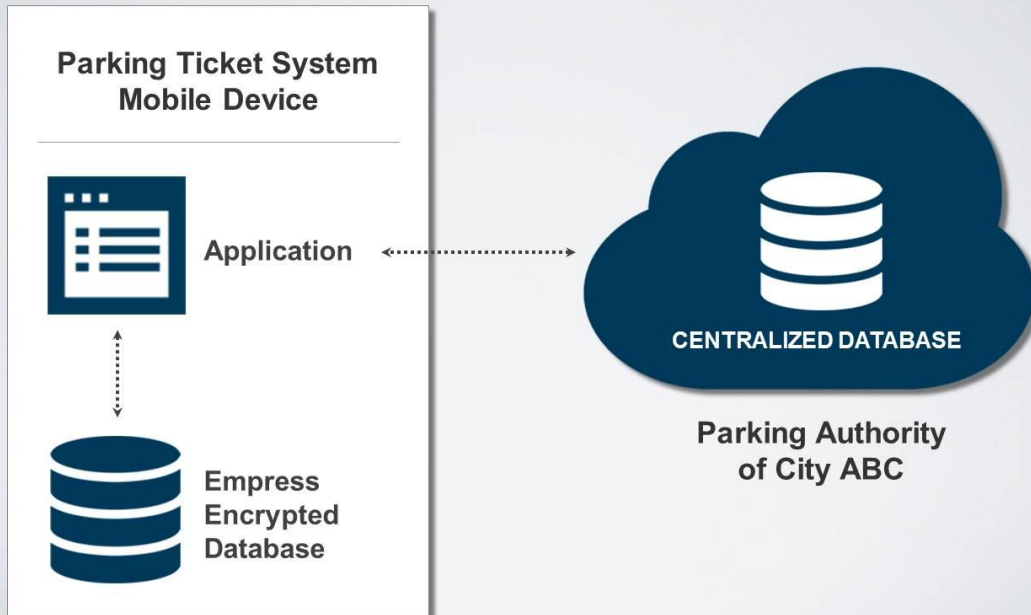 Parking Ticket System
Mobile Device
Application
Empress
Encrypted
Database
CENTRALIZED DATABASE
Parking Authority
of City ABC